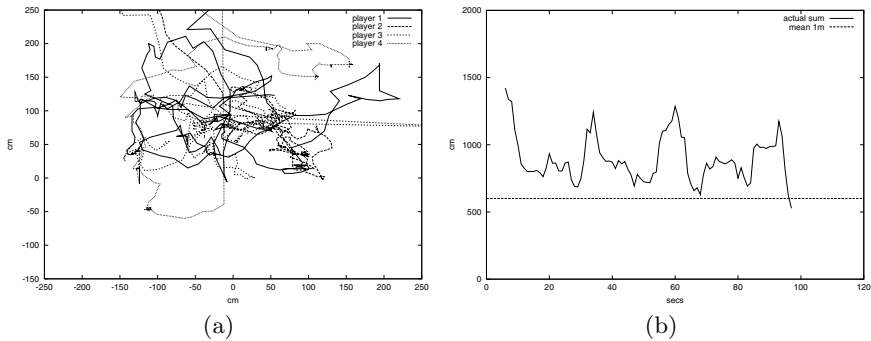 player 1
player 2
player 3
player 4
250
200
150
100
50
0
-50
-100
-150
cm
-250 -200 -150 -100 -50 0 50 100 150 200 250
cm
(a)
actual sum
mean 1m
2000
1500
1000
500
0
cm
0 20 40 60 80 100 120
secs
(b)